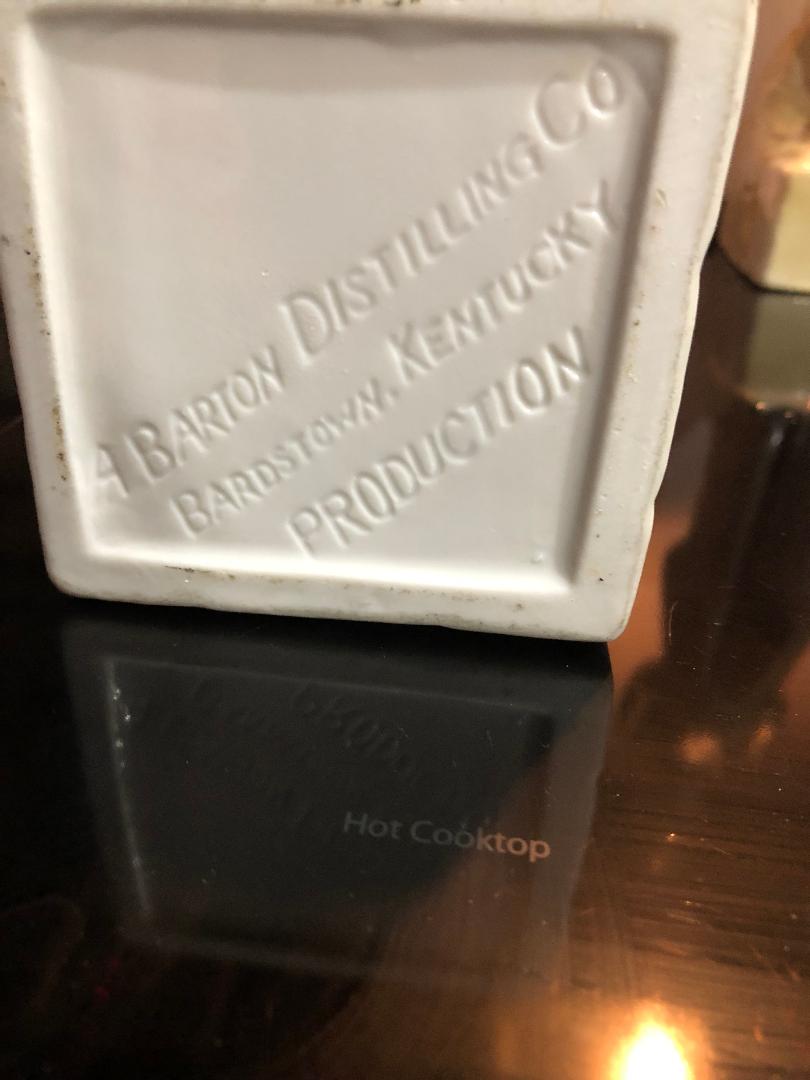 A BARTON DISTILLING CO
BARDSTOWN, KENTUCKY
PRODUCTION
Hot Cooktop